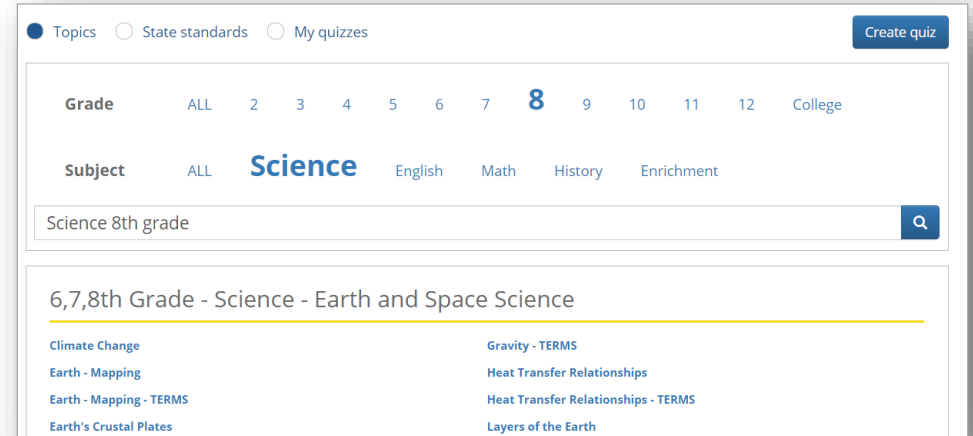 Topics State standards My quizzes Create quiz
Grade ALL 2 3 4 5 6 7 8 9 10 11 12 College
Subject ALL Science English Math History Enrichment
Science 8th grade
6,7,8th Grade - Science - Earth and Space Science
Climate Change Gravity - TERMS
Earth - Mapping Heat Transfer Relationships
Earth - Mapping - TERMS Heat Transfer Relationships - TERMS
Earth's Crustal Plates Layers of the Earth